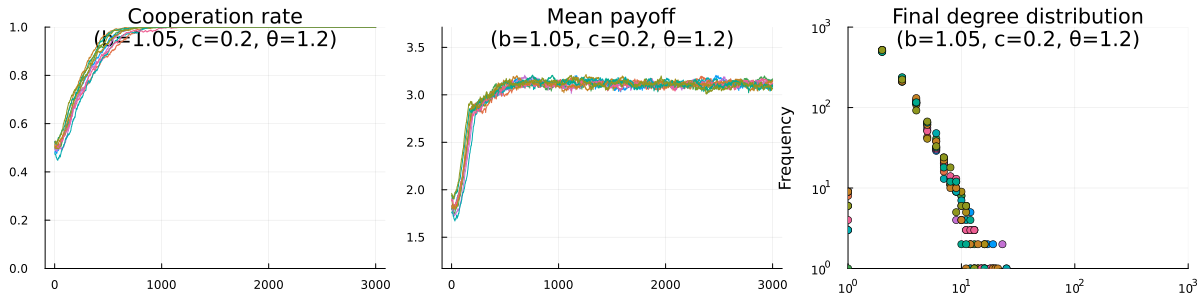 Cooperation rate
(b=1.05, c=0.2, θ=1.2)
1.0
0.8
0.6
0.4
0.2
0.0
0 1000 2000 3000
Mean payoff
(b=1.05, c=0.2, θ=1.2)
3.5
3.0
2.5
2.0
1.5
0 1000 2000 3000
Final degree distribution
(b=1.05, c=0.2, θ=1.2)
Frequency
10³
10²
10¹
10⁰
10⁰ 10¹ 10² 10³